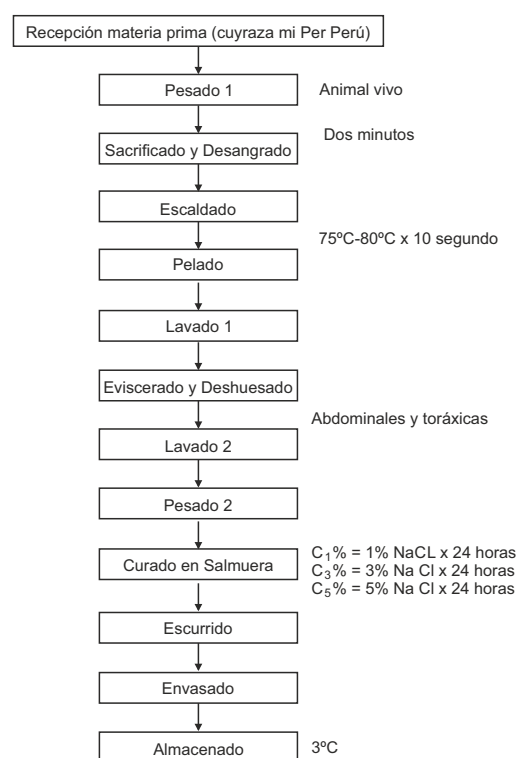 Recepción materia prima (cuyraza mi Per Perú)
Pesado 1
Animal vivo
Dos minutos
Sacrificado y Desangrado
Escaldado
75ºC-80ºC x 10 segundo
Pelado
Lavado 1
Eviscerado y Deshuesado
Abdominales y toráxicas
Lavado 2
Pesado 2
Curado en Salmuera
C1% = 1% NaCL x 24 horas
C3% = 3% Na Cl x 24 horas
C5% = 5% Na Cl x 24 horas
Escurrido
Envasado
Almacenado
3ºC